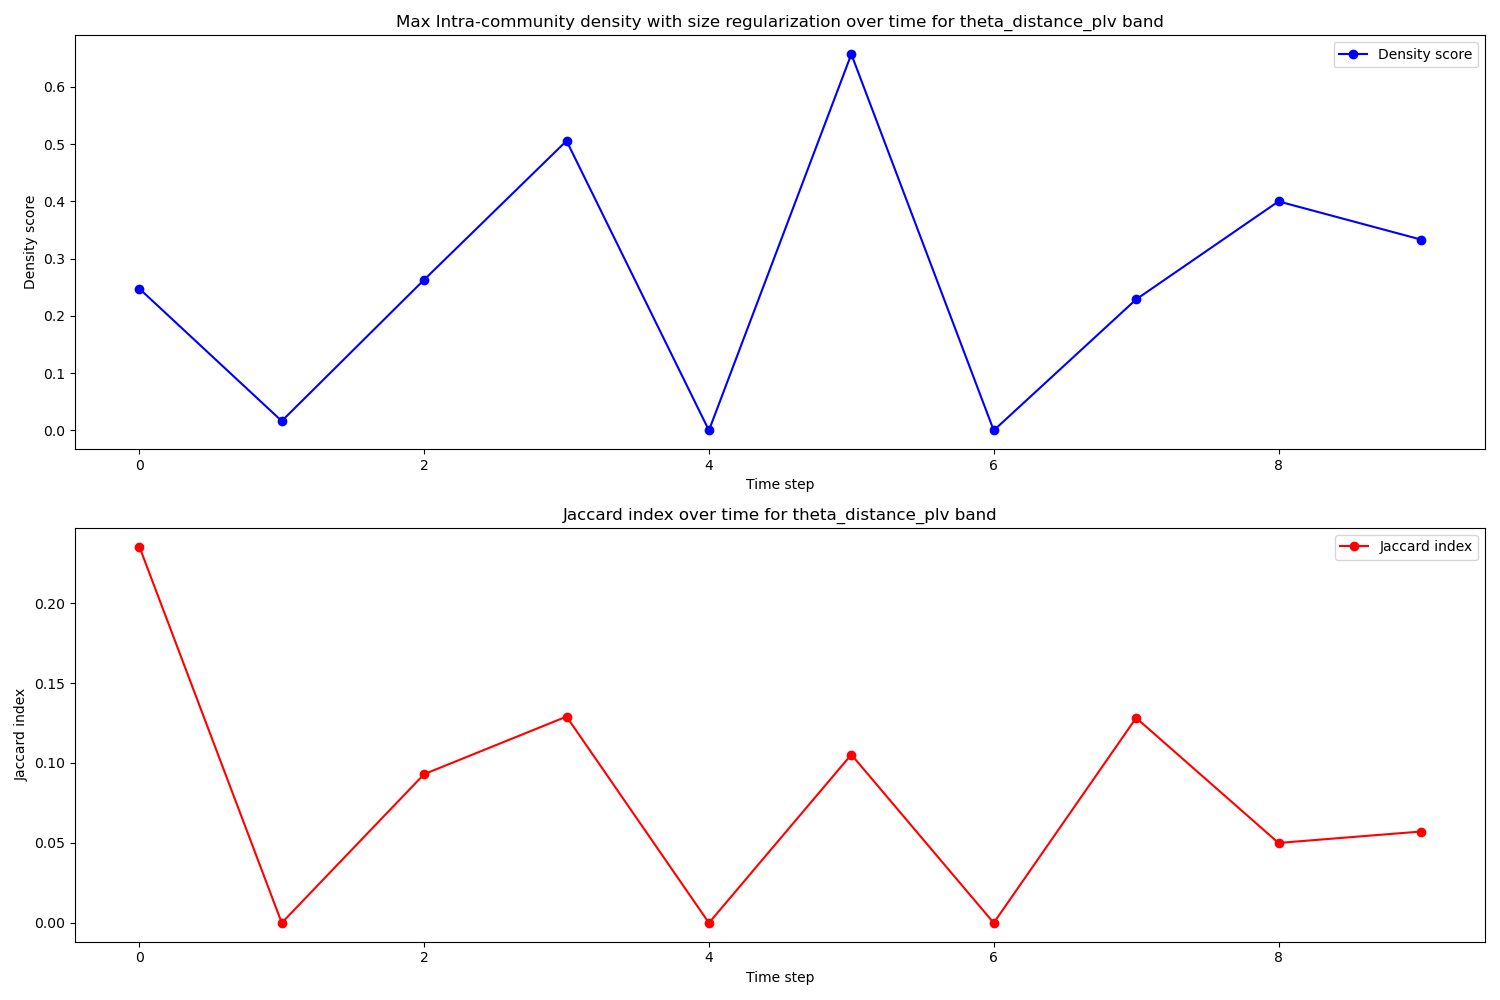 Max Intra-community density with size regularization over time for theta_distance_plv band
Density score
Density score
0.6
0.5
0.4
0.3
0.2
0.1
0.0
0 2 4 6 8
Time step
Jaccard index over time for theta_distance_plv band
Jaccard index
Jaccard index
0.20
0.15
0.10
0.05
0.00
0 2 4 6 8
Time step